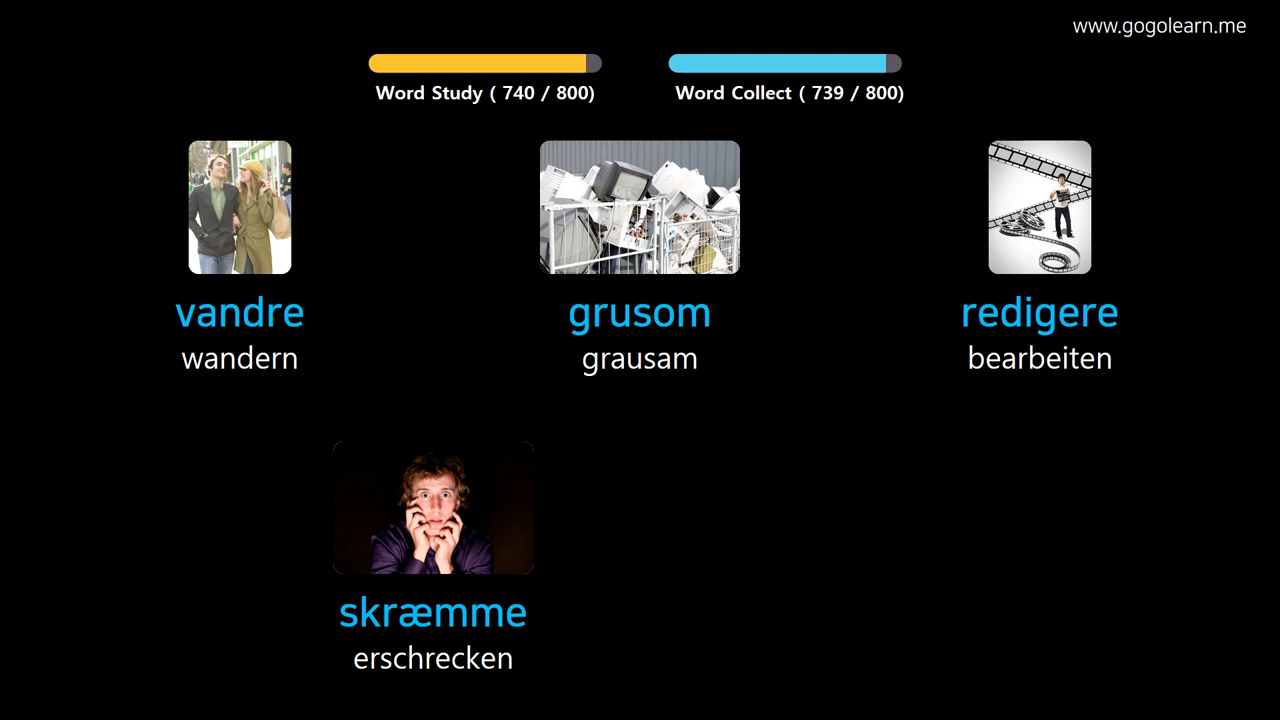 www.gogolearn.me
Word Study ( 740 / 800)
Word Collect ( 739 / 800)
vandre
wandern
grusom
grausam
redigere
bearbeiten
skræmme
erschrecken